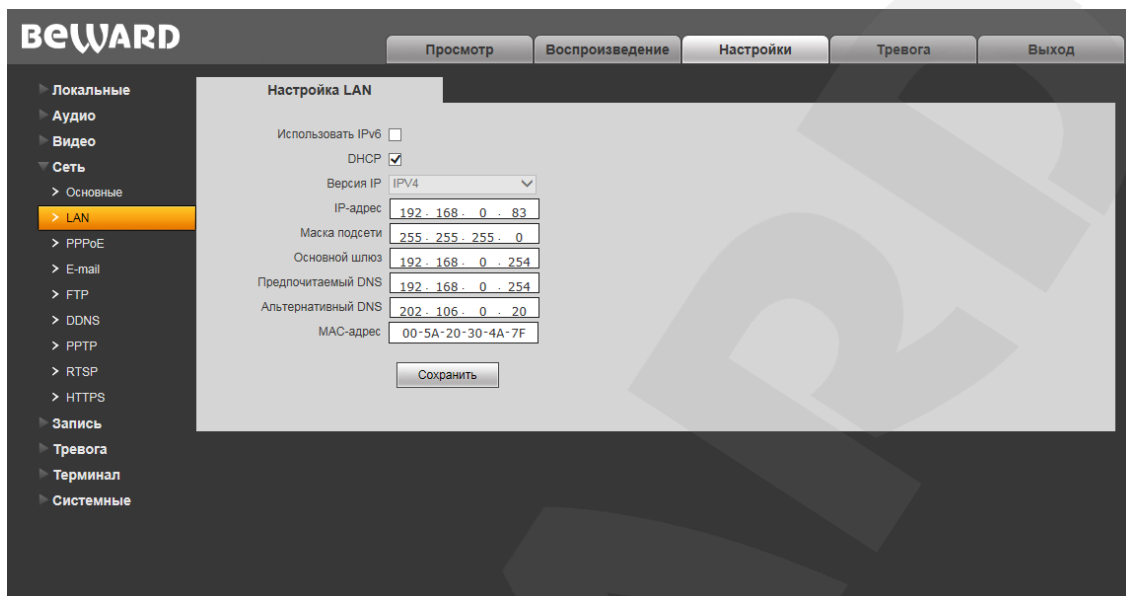 BEWARD
Просмотр Воспроизведение Настройки Тревога Выход
Локальные
Аудио
Видео
Сеть
Основные
LAN
PPPoE
E-mail
FTP
DDNS
PPTP
RTSP
HTTPS
Запись
Тревога
Терминал
Системные
Настройка LAN
Использовать IPv6
DHCP
Версия IP IPV4
IP-адрес 192. 168. 0 . 83
Маска подсети 255. 255. 255. 0
Основной шлюз 192. 168. 0 . 254
Предпочитаемый DNS 192. 168. 0 . 254
Альтернативный DNS 202. 106. 0 . 20
MAC-адрес 00-5A-20-30-4A-7F
Сохранить